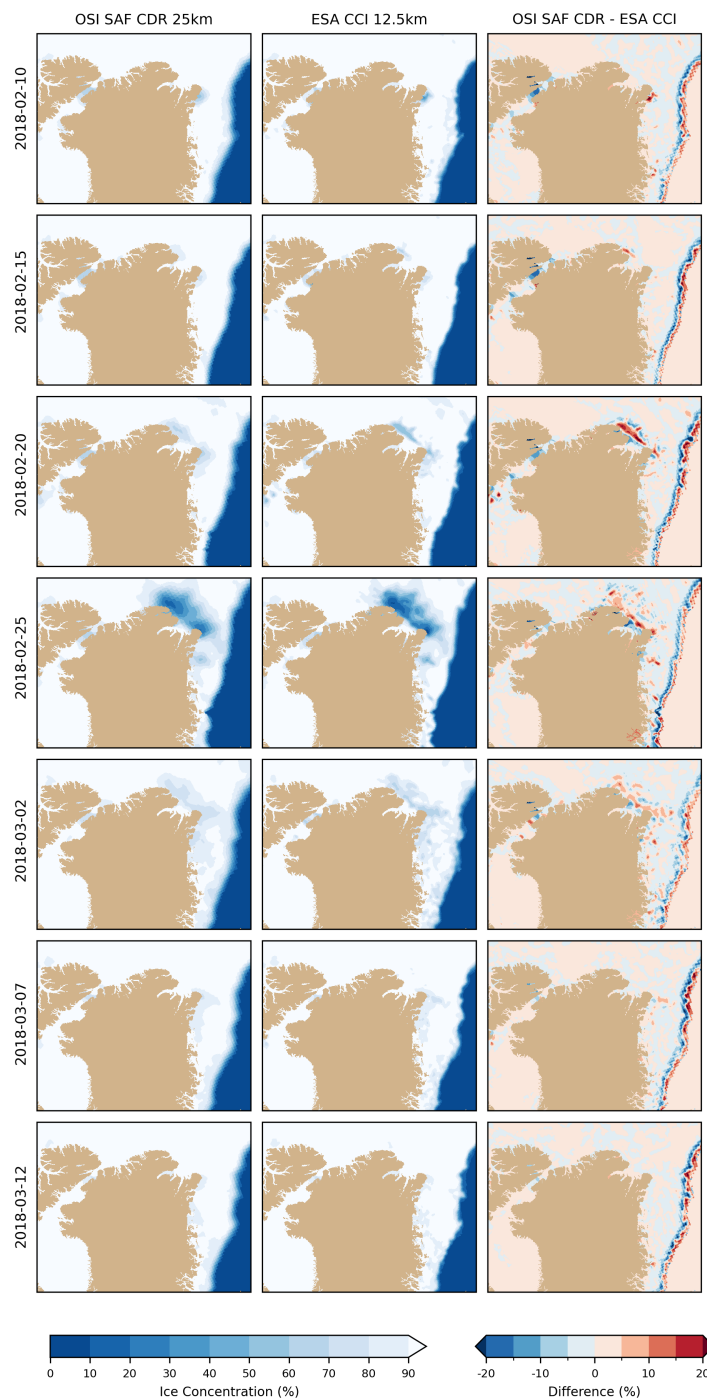 OSI SAF CDR 25km
ESA CCI 12.5km
OSI SAF CDR - ESA CCI
2018-02-10
2018-02-15
2018-02-20
2018-02-25
2018-03-02
2018-03-07
2018-03-12
0 10 20 30 40 50 60 70 80 90
Ice Concentration (%)
-20 -10 0 10 20
Difference (%)